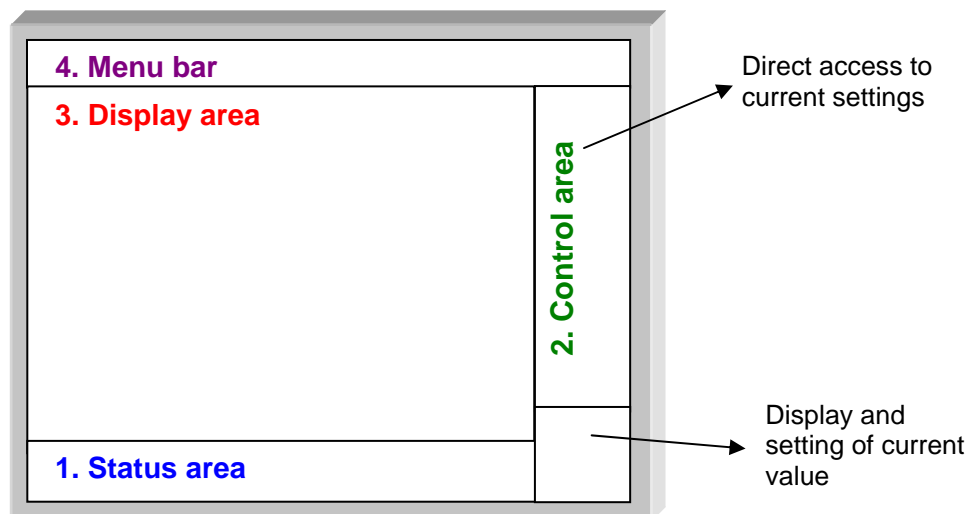 4. Menu bar
3. Display area
2. Control area
1. Status area
Direct access to
current settings
Display and
setting of current
value